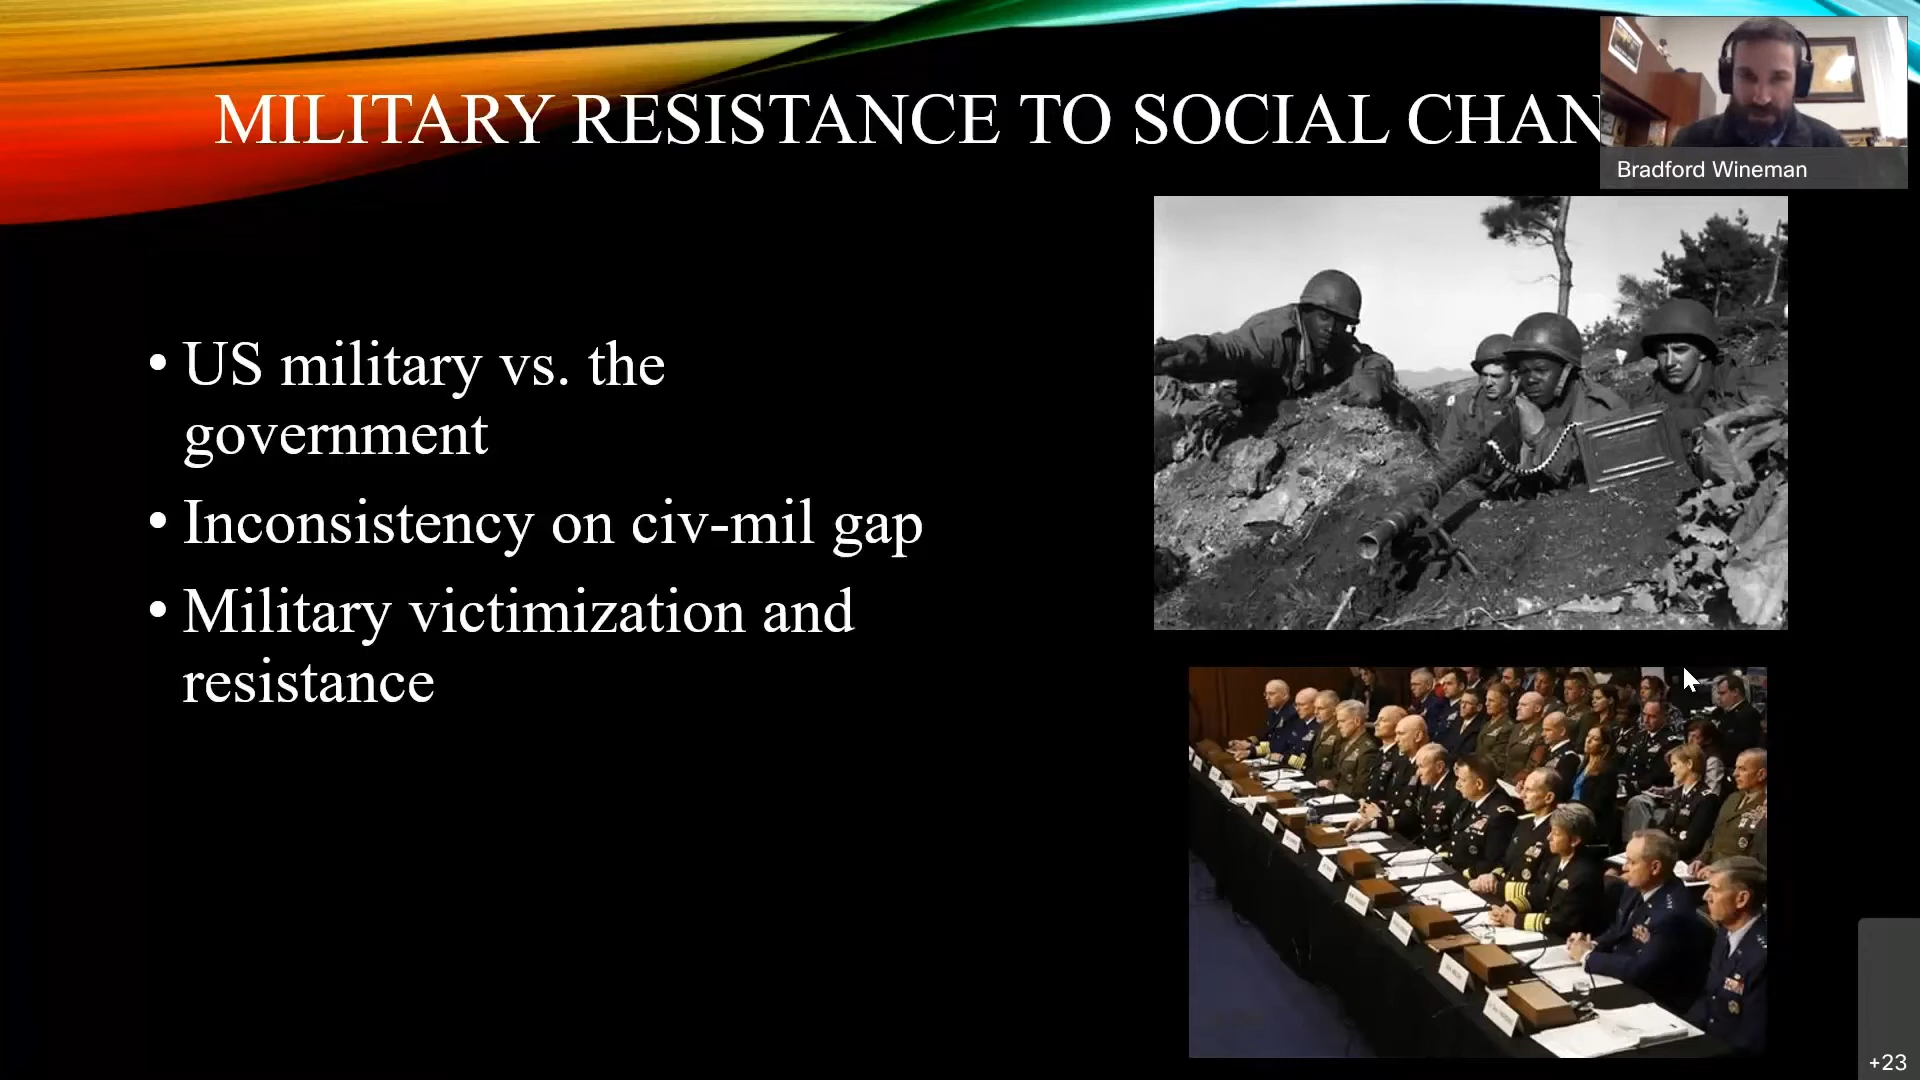 MILITARY RESISTANCE TO SOCIAL CHAN
Bradford Wineman
• US military vs. the
government
• Inconsistency on civ-mil gap
• Military victimization and
resistance
+23